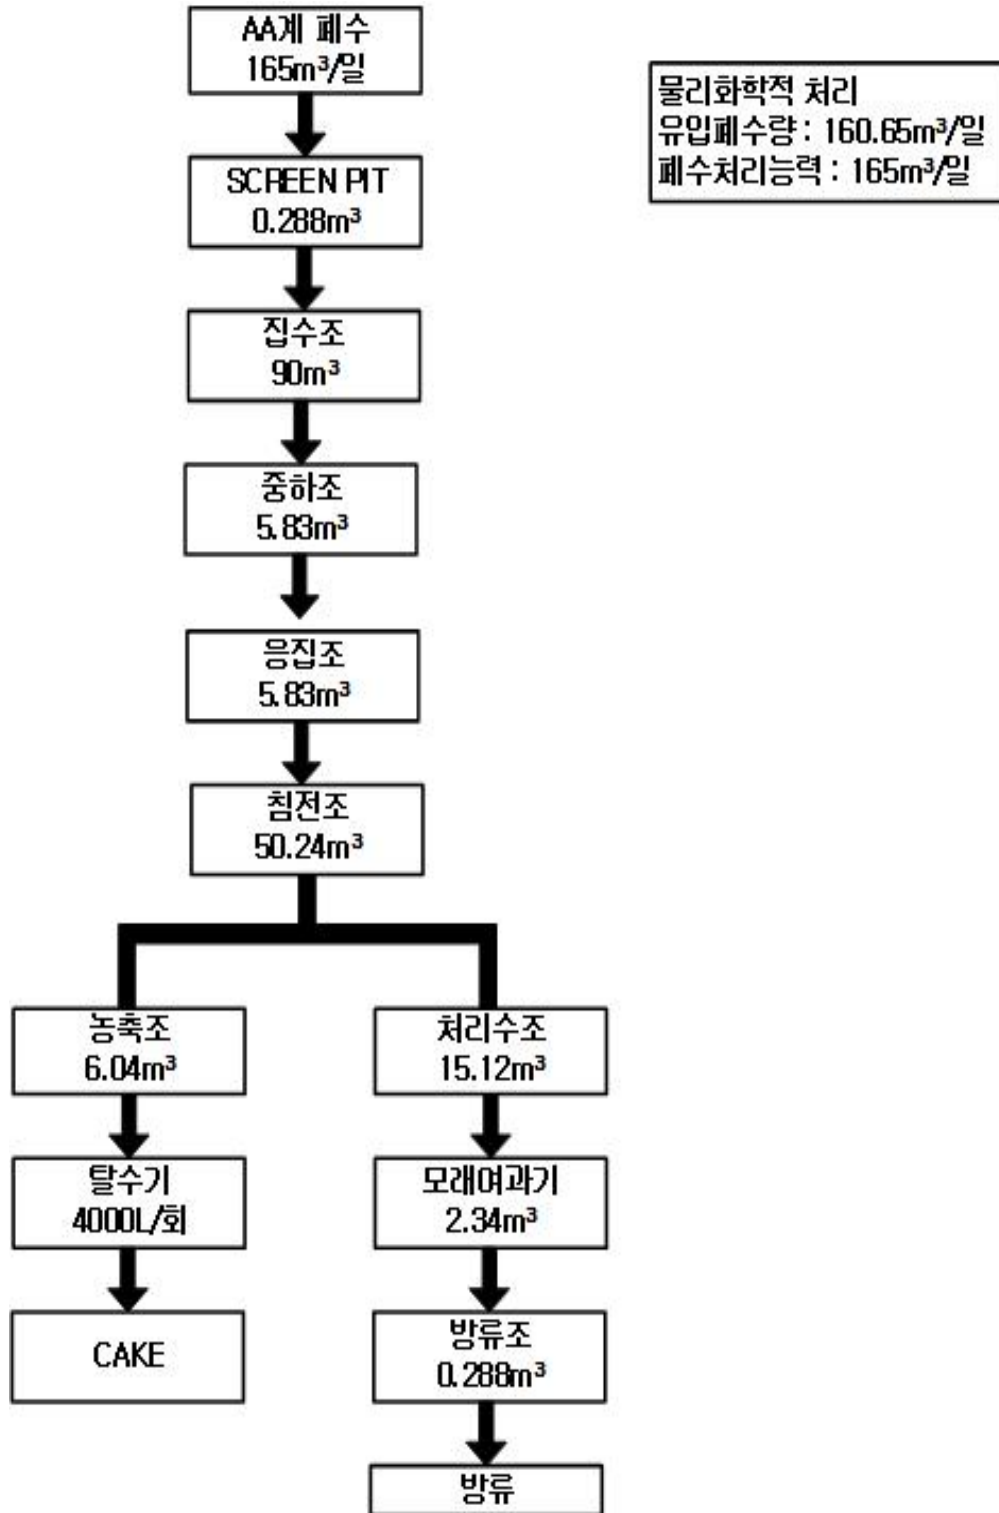 AA계 폐수
165m³/일
물리화학적 처리
유입폐수량 : 160.65m³/일
폐수처리능력 : 165m³/일
SCREEN PIT
0.288m³
집수조
90m³
중하조
5.83m³
응집조
5.83m³
침전조
50.24m³
농축조
6.04m³
처리수조
15.12m³
탈수기
4000L/회
모래여과기
2.34m³
CAKE
방류조
0.288m³
방류